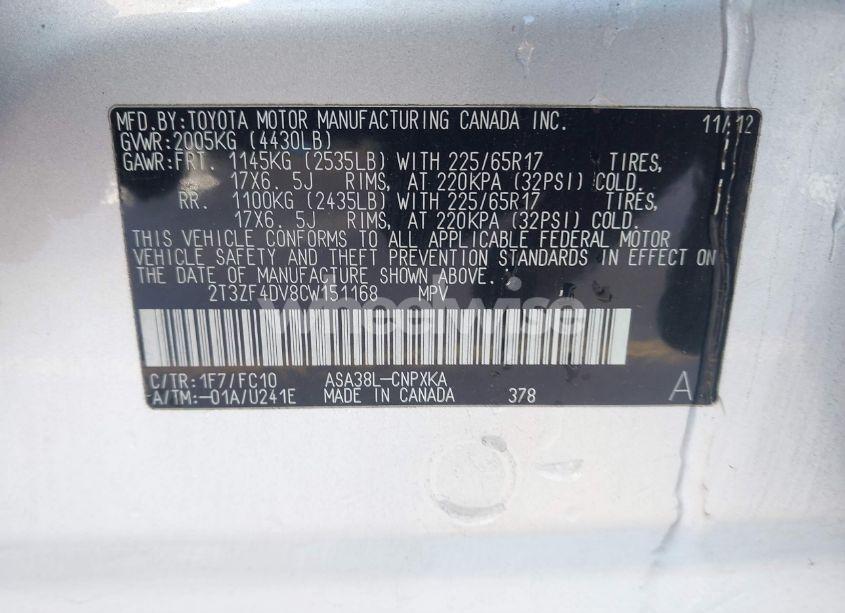 MFD.BY:TOYOTA MOTOR MANUFACTURING CANADA INC. 11/12
GVWR:2005KG (4430LB)
GAWR:FRT. 1145KG (2535LB) WITH 225/65R17 TIRES,
17X6. 5J RIMS, AT 220KPA (32PSI) COLD.
RR. 1100KG (2435LB) WITH 225/65R17 TIRES,
17X6. 5J RIMS, AT 220KPA (32PSI) COLD.
THIS VEHICLE CONFORMS TO ALL APPLICABLE FEDERAL MOTOR
VEHICLE SAFETY AND THEFT PREVENTION STANDARDS IN EFFECT ON
THE DATE OF MANUFACTURE SHOWN ABOVE.
2T3ZF4DV8CW151168 MPV
wheelwise
C/TR:1F7/FC10 ASA38L-CNPXKA
A/TM:-01A/U241E MADE IN CANADA 378 A